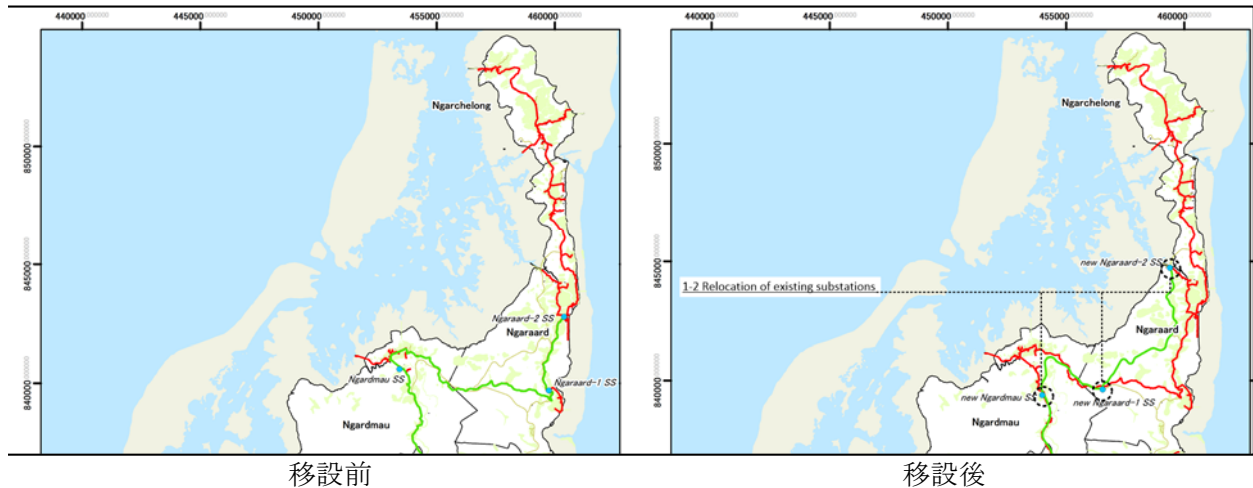 440000 445000 450000 455000 460000
850000
845000
840000
Ngarchelong
Ngaraard-2 SS
Ngaraard
Ngardmau SS
Ngaraard-1 SS
Ngardmau
移設前
440000 445000 450000 455000 460000
850000
845000
840000
Ngarchelong
new Ngaraard-2 SS
1-2 Relocation of existing substations
Ngaraard
new Ngardmau SS
new Ngaraard-1 SS
Ngardmau
移設後